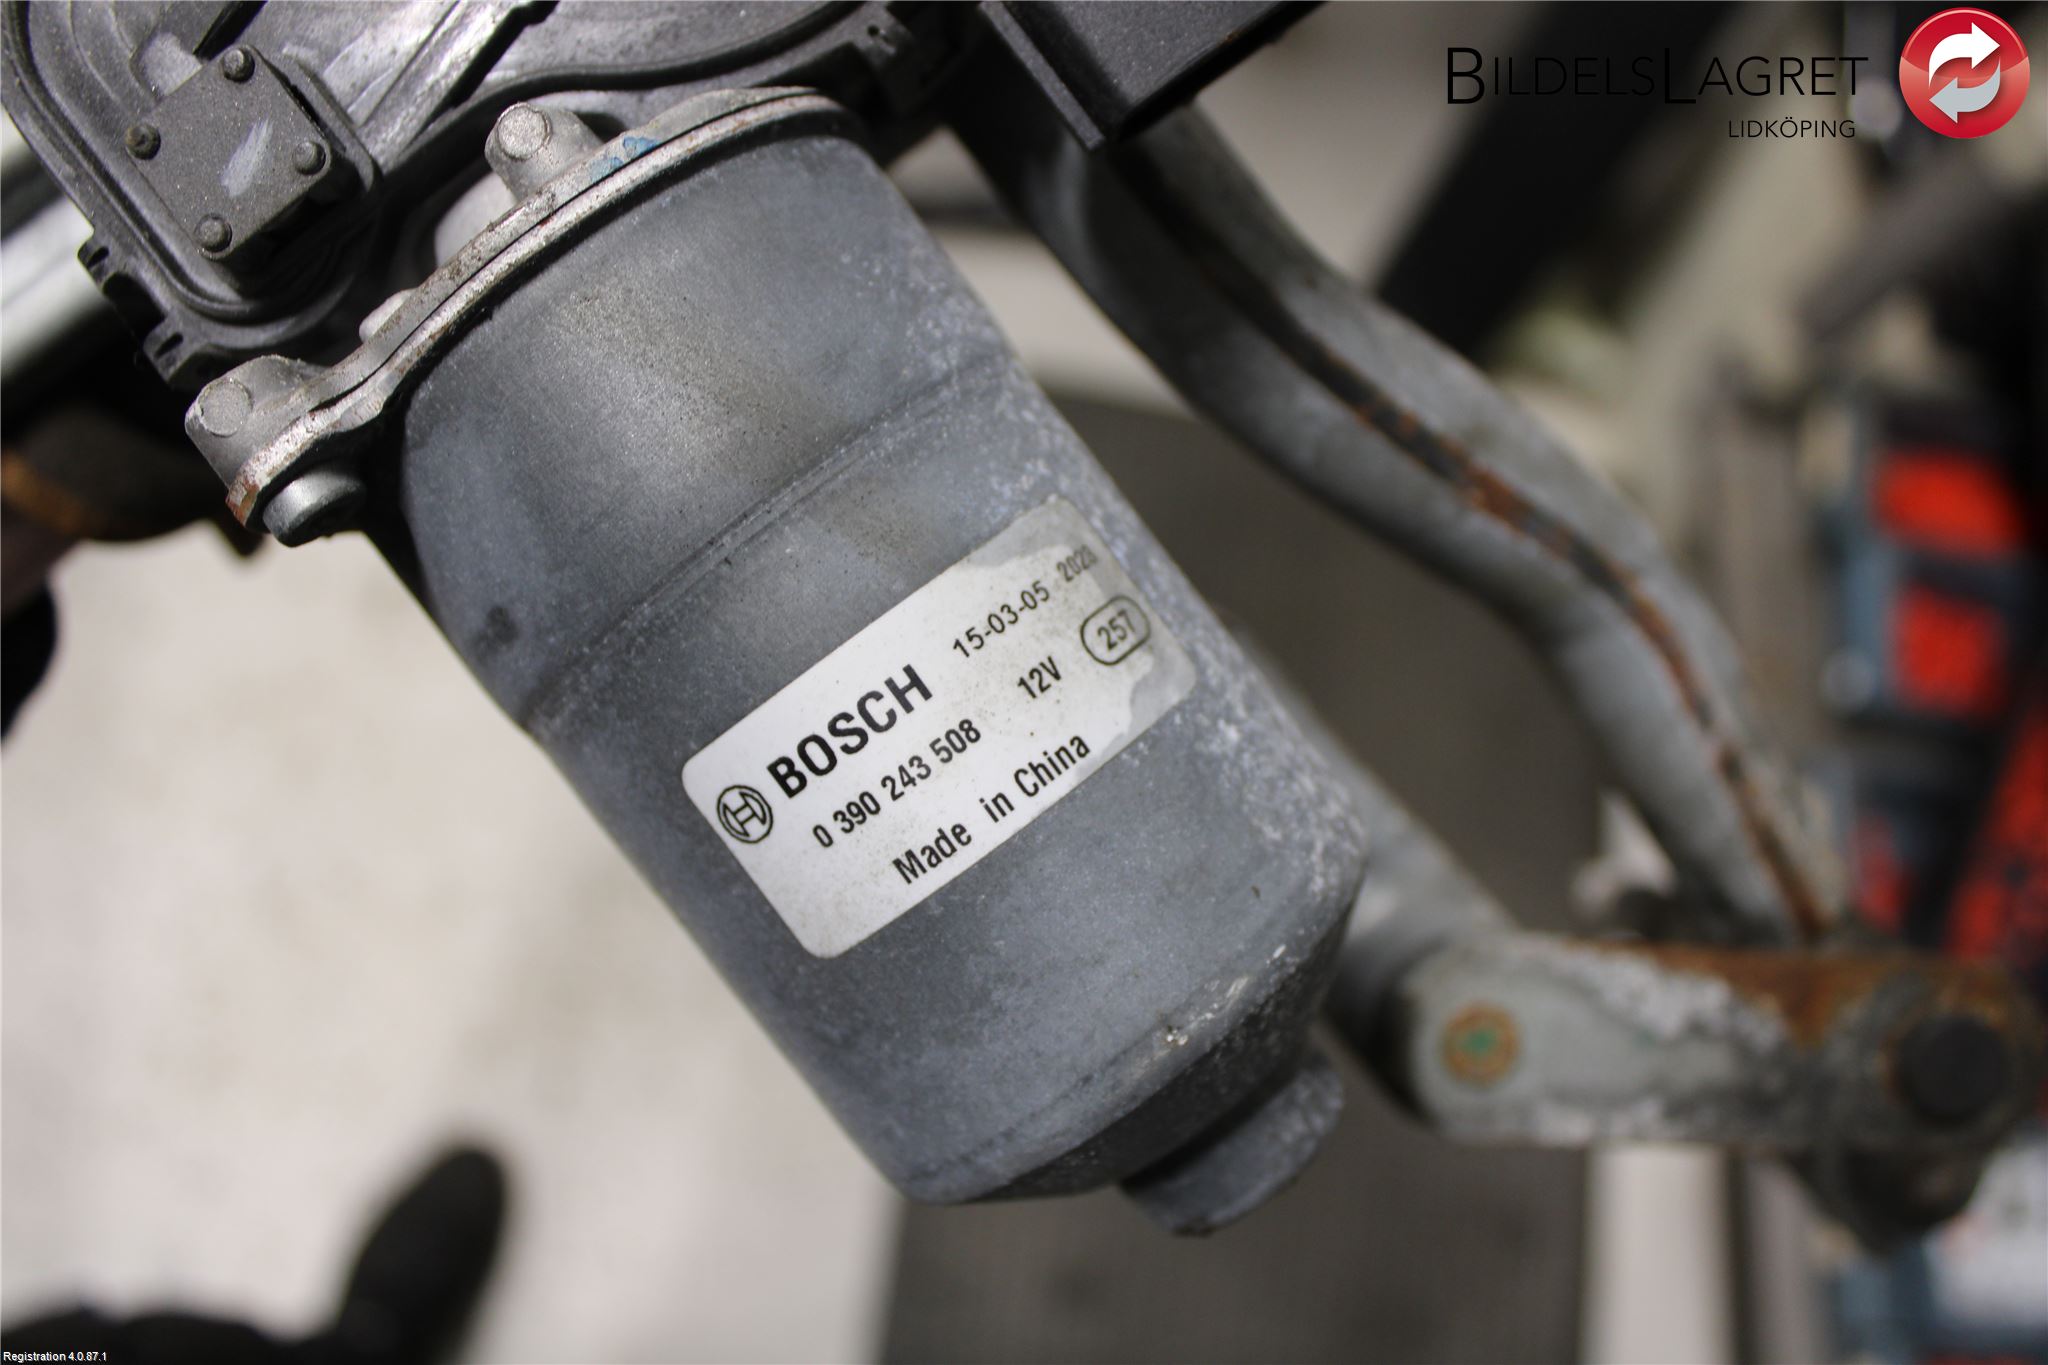 BILDELSLAGRET
LIDKÖPING
BOSCH 15-03-05
0 390 243 508 12V 257
Made in China
Registration 4.0.87.1